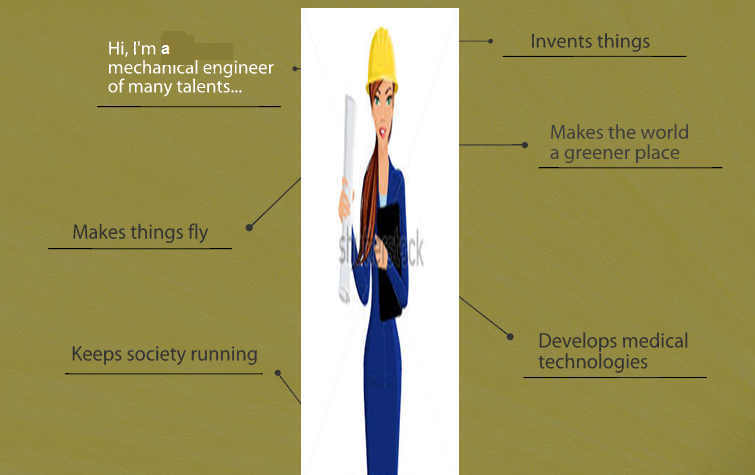 Hi, I'm a
mechanical engineer
of many talents...
Invents things
Makes the world
a greener place
Makes things fly
shutterstock
Keeps society running
Develops medical
technologies